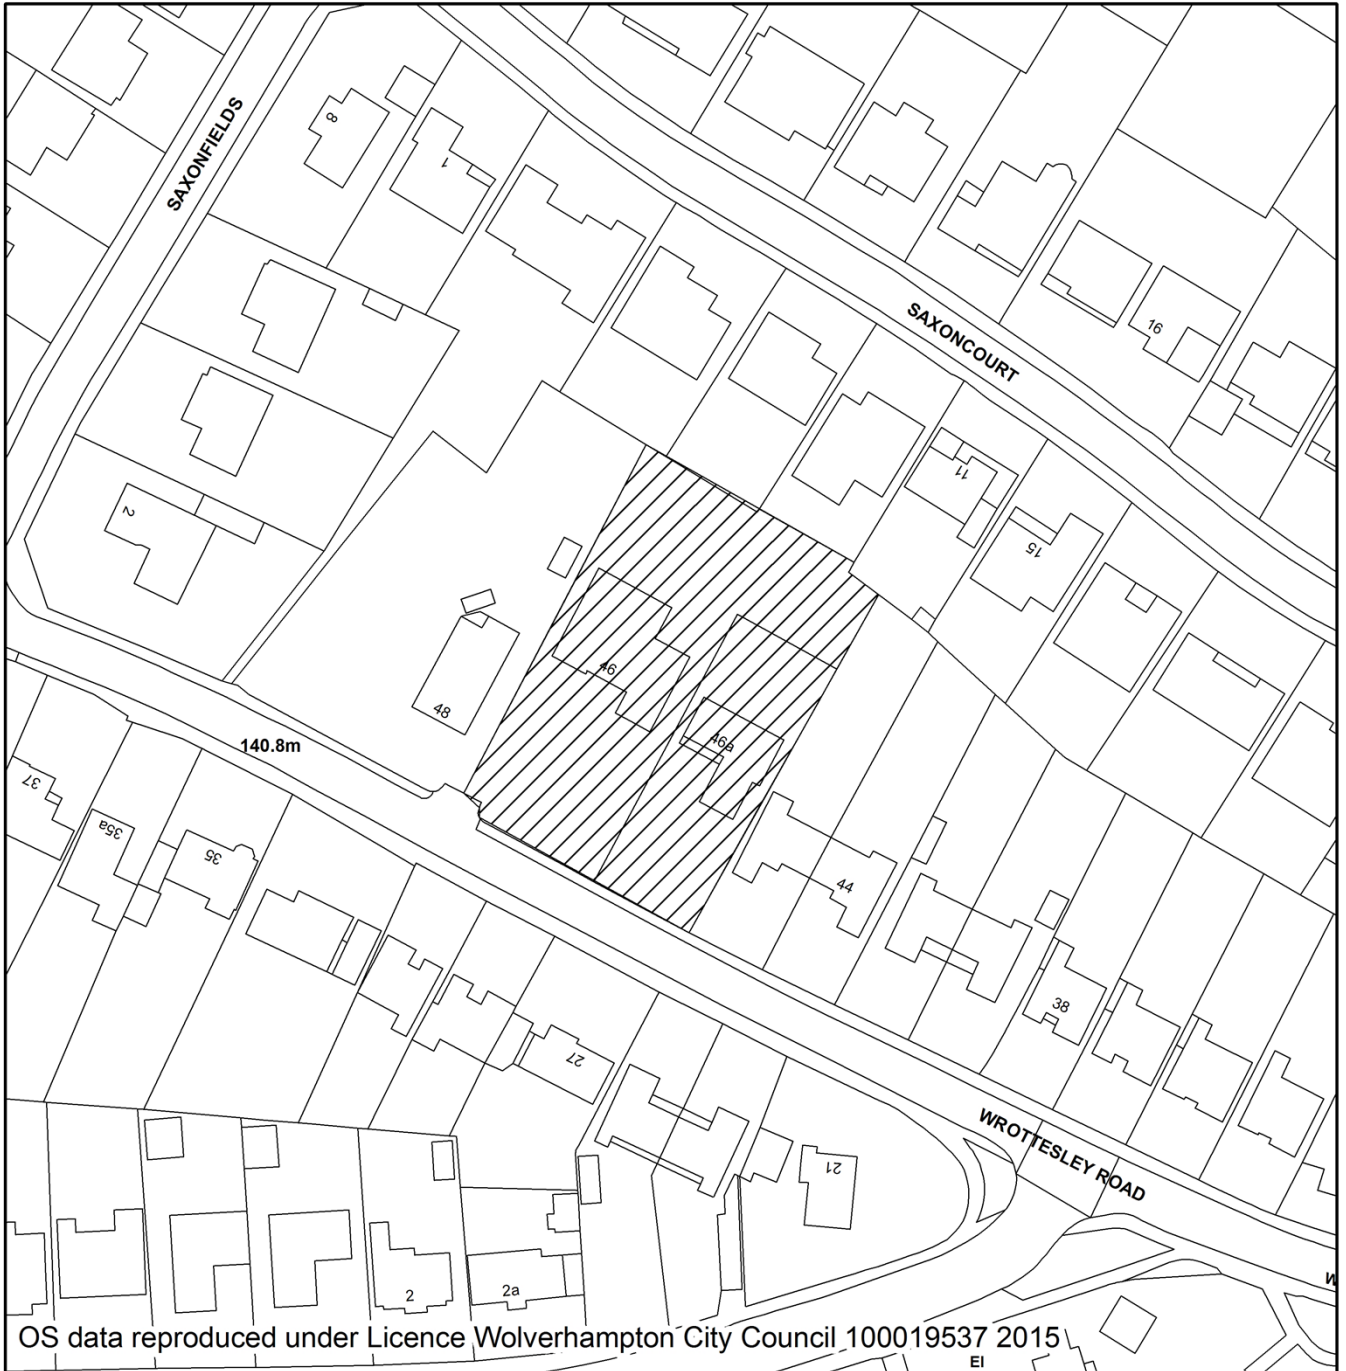 SAXONFIELDS
8
1
SAXONCOURT
16
2
11
15
46
48
46a
140.8m
37
35a
35
44
38
27
WROTTESLEY ROAD
21
W
2
2a
OS data reproduced under Licence Wolverhampton City Council 100019537 2015
El